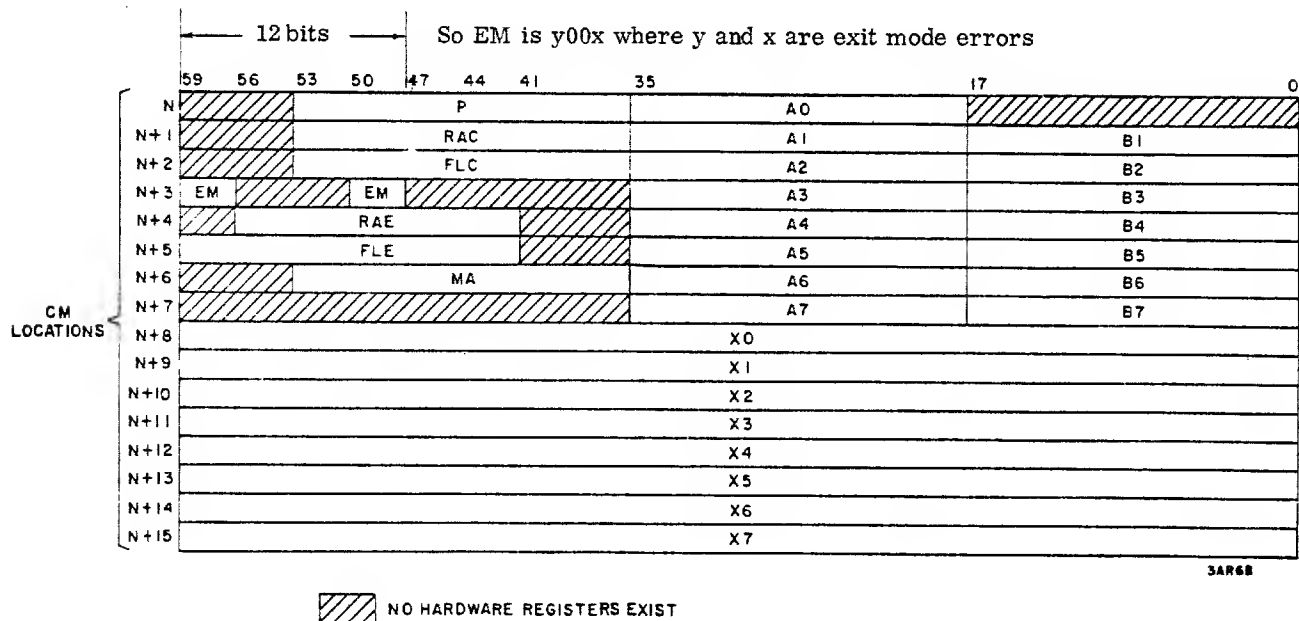 12 bits So EM is y00x where y and x are exit mode errors
59 56 53 50 47 44 41 35 17 0
N P A0
N+1 RAC A1 B1
N+2 FLC A2 B2
N+3 EM EM A3 B3
N+4 RAE A4 B4
N+5 FLE A5 B5
N+6 MA A6 B6
N+7 A7 B7
CM
LOCATIONS
N+8 X0
N+9 X1
N+10 X2
N+11 X3
N+12 X4
N+13 X5
N+14 X6
N+15 X7
3AR6B
NO HARDWARE REGISTERS EXIST